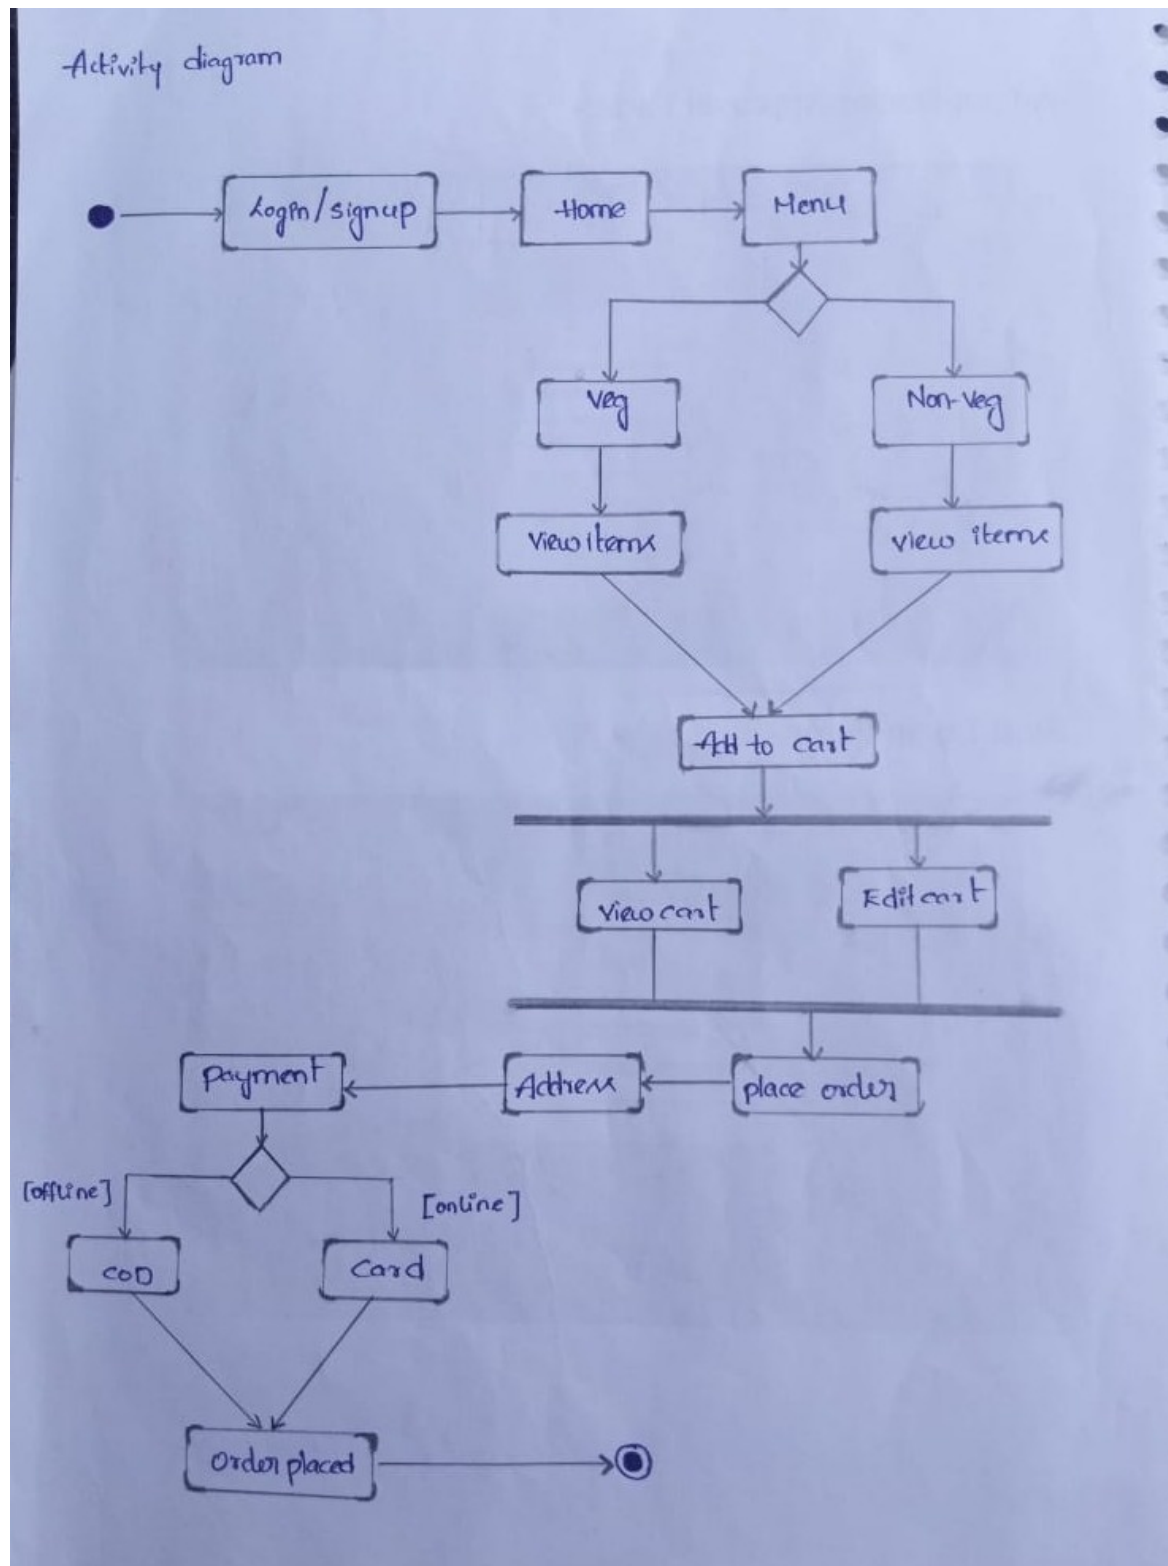 Activity diagram
Login/signup
Home
Menu
Veg
Non-Veg
View items
view items
Add to cart
View cart
Edit cart
place order
Address
payment
[offline]
[online]
COD
Card
Order placed